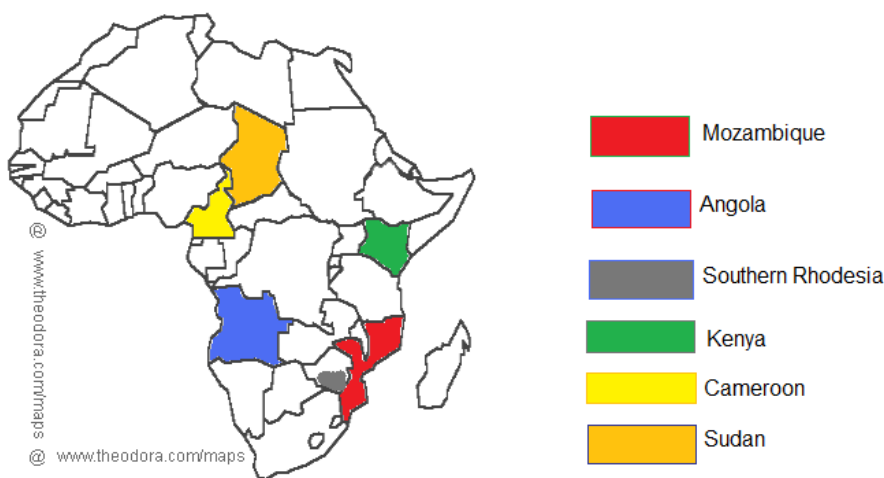 Mozambique
Angola
Southern Rhodesia
Kenya
Cameroon
Sudan
@ www.theodora.com/maps
@ www.theodora.com/maps